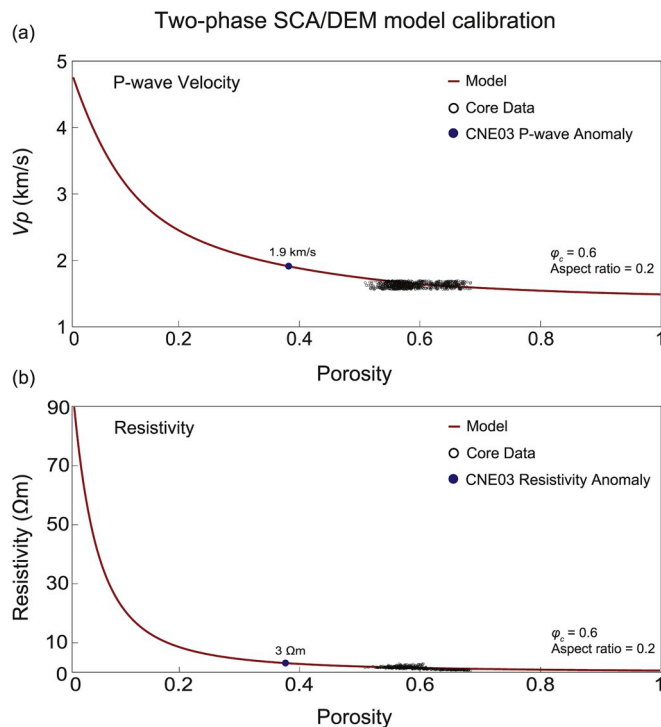 Two-phase SCA/DEM model calibration
(a)
P-wave Velocity
Model
Core Data
CNE03 P-wave Anomaly
5
4
3
2
1
Vp (km/s)
1.9 km/s
φc = 0.6
Aspect ratio = 0.2
0 0.2 0.4 0.6 0.8 1
Porosity
(b)
Resistivity
Model
Core Data
CNE03 Resistivity Anomaly
90
70
50
30
10
0
Resistivity (Ωm)
3 Ωm
φc = 0.6
Aspect ratio = 0.2
0 0.2 0.4 0.6 0.8 1
Porosity